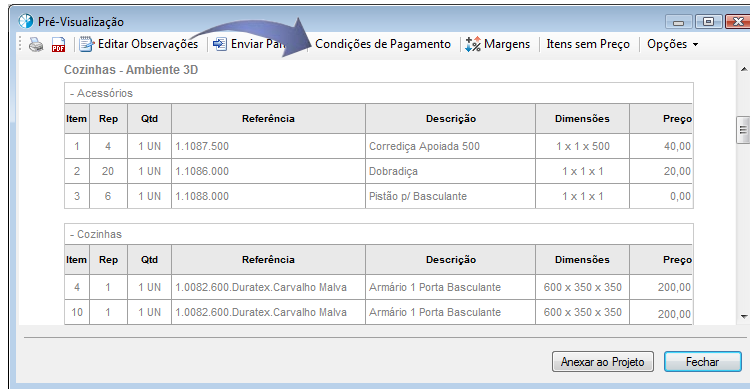 Pré-Visualização
PDF Editar Observações Enviar Condições de Pagamento Margens Itens sem Preço Opções
Cozinhas - Ambiente 3D
- Acessórios
Item Rep Qtd Referência Descrição Dimensões Preço
1 4 1 UN 1.1087.500 Corrediça Apoiada 500 1 x 1 x 500 40,00
2 20 1 UN 1.1086.000 Dobradiça 1 x 1 x 1 20,00
3 6 1 UN 1.1088.000 Pistão p/ Basculante 1 x 1 x 1 0,00
- Cozinhas
Item Rep Qtd Referência Descrição Dimensões Preço
4 1 1 UN 1.0082.600.Duratex.Carvalho Malva Armário 1 Porta Basculante 600 x 350 x 350 200,00
10 1 1 UN 1.0082.600.Duratex.Carvalho Malva Armário 1 Porta Basculante 600 x 350 x 350 200,00
Anexar ao Projeto Fechar